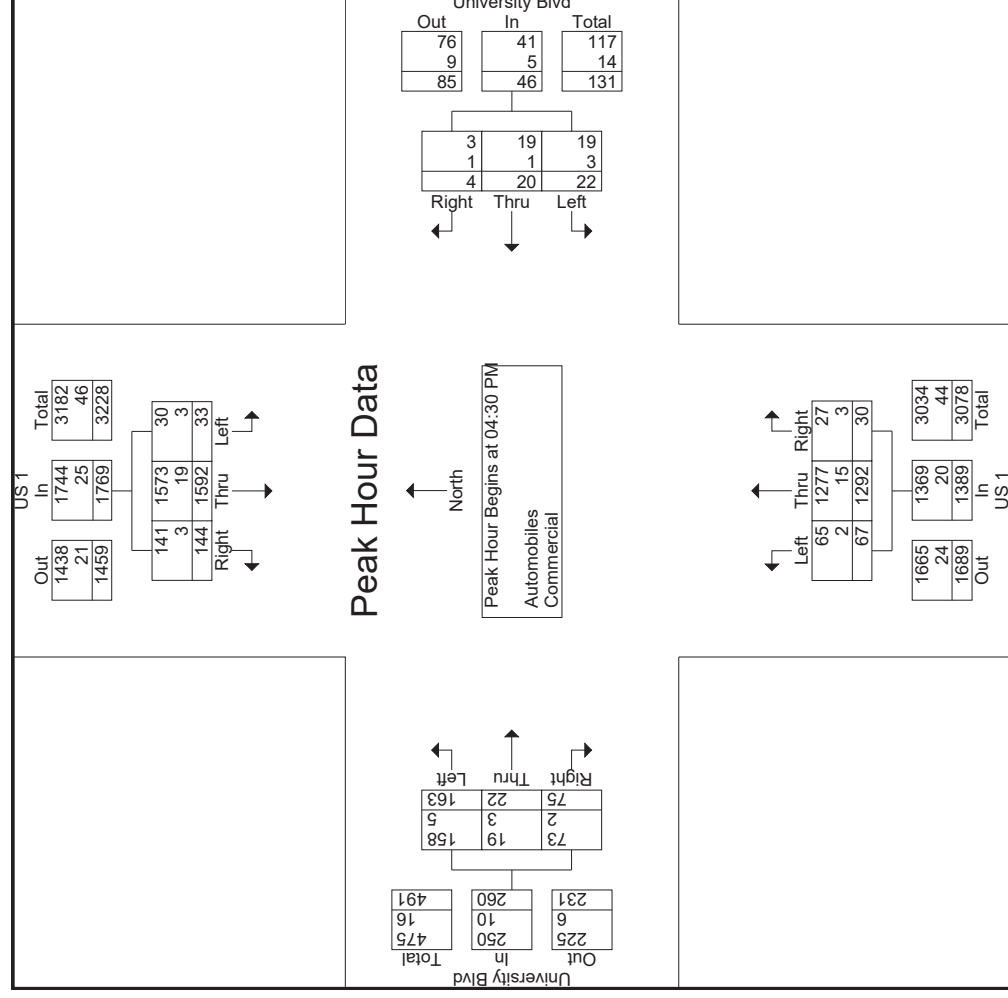 University Blvd
Out In Total
76 41 117
9 5 14
85 46 131
3 19 19
1 1 3
4 20 22
Right Thru Left
US 1
Out In Total
1438 1744 3182
21 25 46
1459 1769 3228
141 1573 30
3 19 3
144 1592 33
Right Thru Left
Peak Hour Data
North
Peak Hour Begins at 04:30 PM
Automobiles
Commercial
Left Thru Right
65 1277 27
2 15 3
67 1292 30
1665 1369 3034
24 20 44
1689 1389 3078
Out In Total
US 1
Left Thru Right
163 22 75
5 3 2
158 19 73
491 260 231
16 10 6
475 250 225
Total In Out
University Blvd